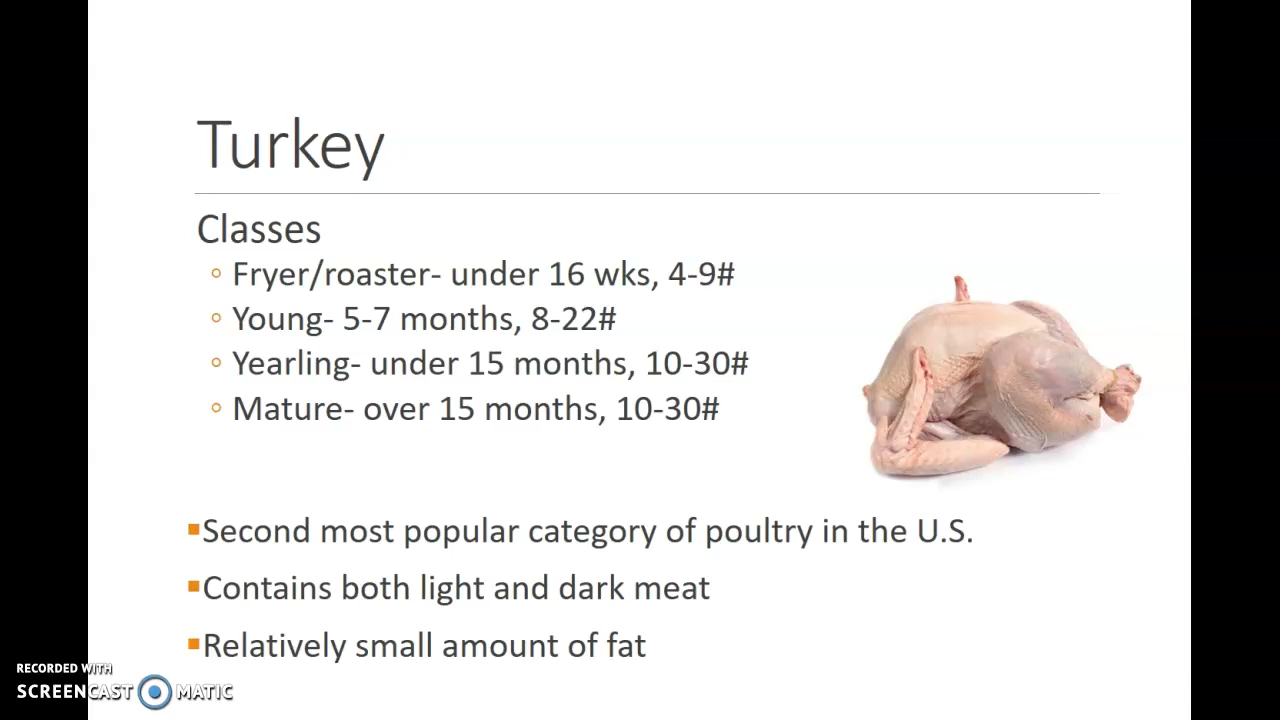 Turkey
Classes
Fryer/roaster- under 16 wks, 4-9#
Young- 5-7 months, 8-22#
Yearling- under 15 months, 10-30#
Mature- over 15 months, 10-30#
Second most popular category of poultry in the U.S.
Contains both light and dark meat
Relatively small amount of fat
RECORDED WITH
SCREENCAST MATIC